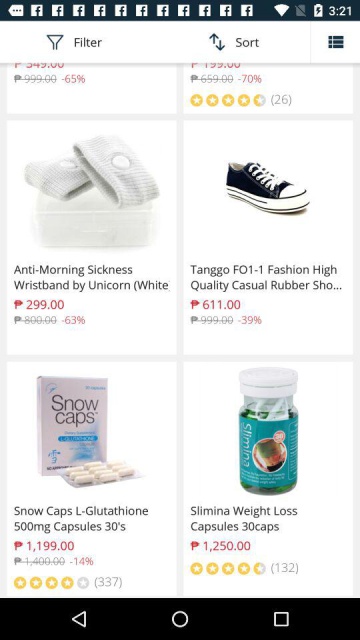 3:21
Filter
Sort
₱ 349.00
₱ 999.00 -65%
₱ 199.00
₱ 659.00 -70%
(26)
Anti-Morning Sickness
Wristband by Unicorn (White
₱ 299.00
₱ 800.00 -63%
Tanggo FO1-1 Fashion High
Quality Casual Rubber Sho...
₱ 611.00
₱ 999.00 -39%
Snow
caps
L-GLUTATHIONE
slimina
Snow Caps L-Glutathione
500mg Capsules 30's
₱ 1,199.00
₱ 1,400.00 -14%
(337)
Slimina Weight Loss
Capsules 30caps
₱ 1,250.00
(132)